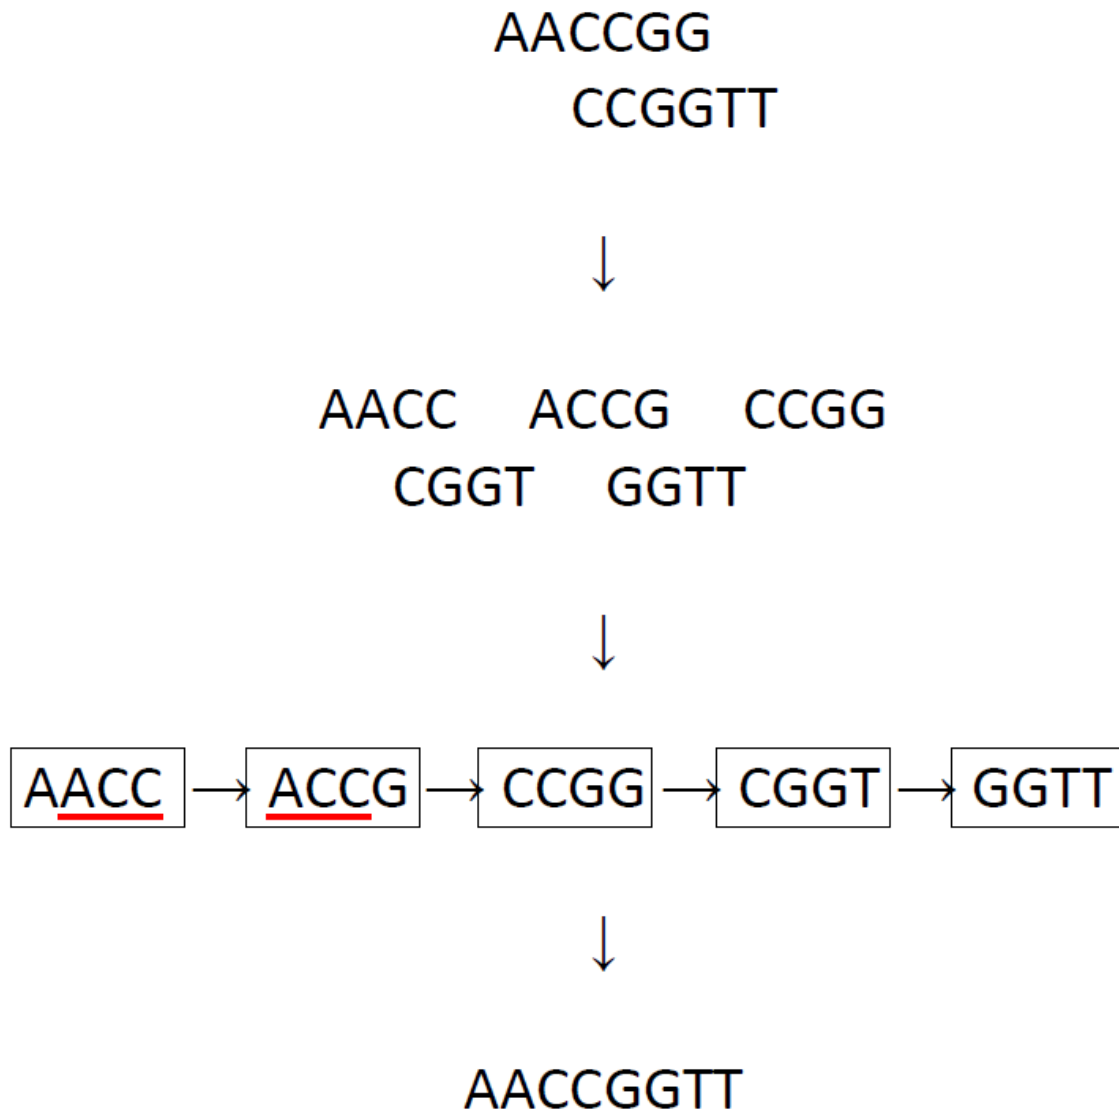 AACCGG
CCGGTT
↓
AACC ACCG CCGG
CGGT GGTT
↓
AACC → ACCG → CCGG → CGGT → GGTT
↓
AACCGGTT